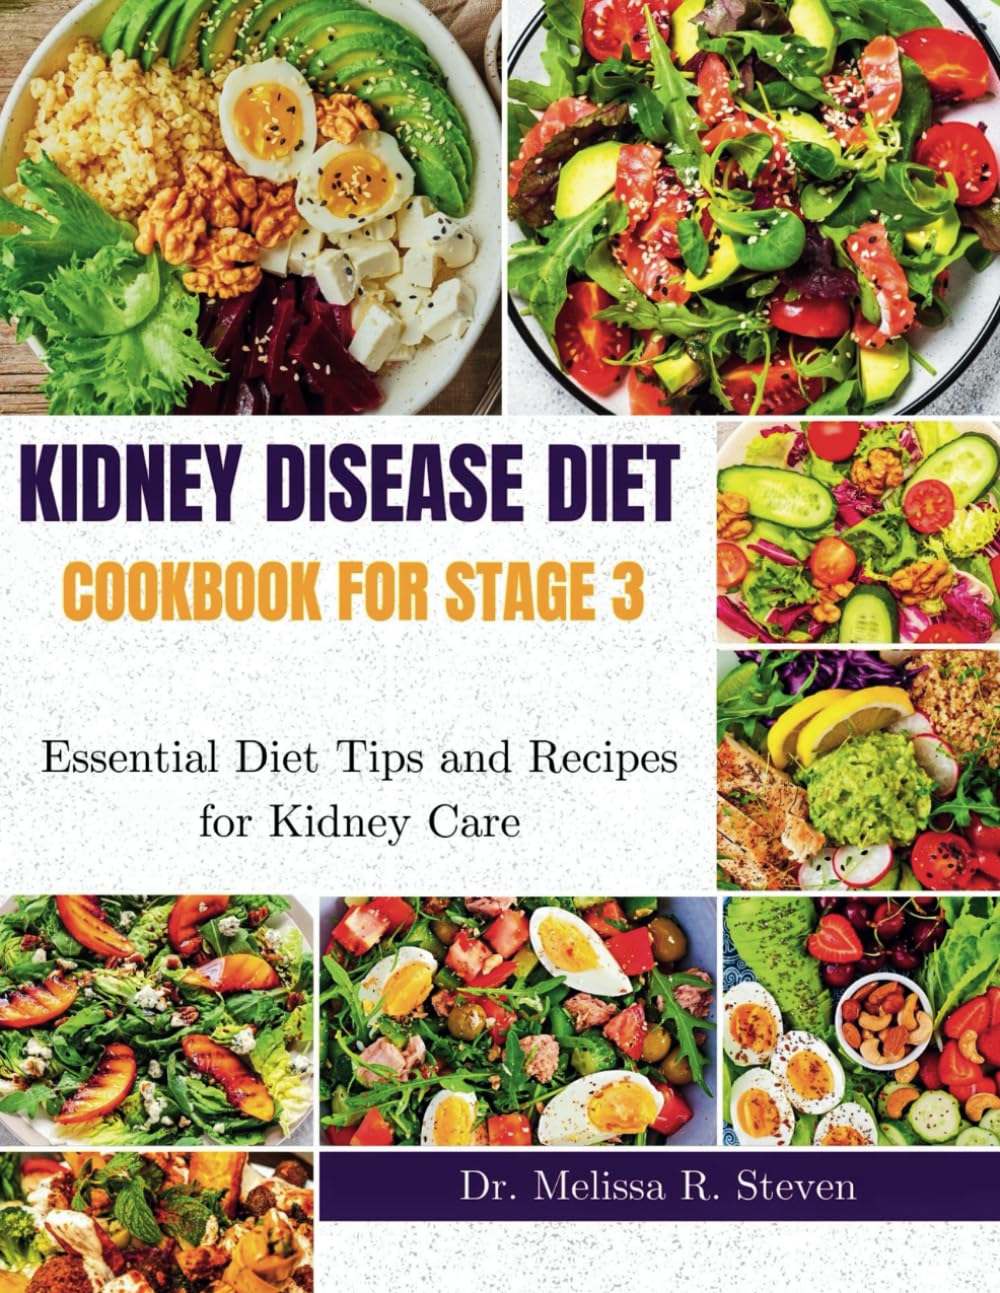 KIDNEY DISEASE DIET
COOKBOOK FOR STAGE 3
Essential Diet Tips and Recipes
for Kidney Care
Dr. Melissa R. Steven